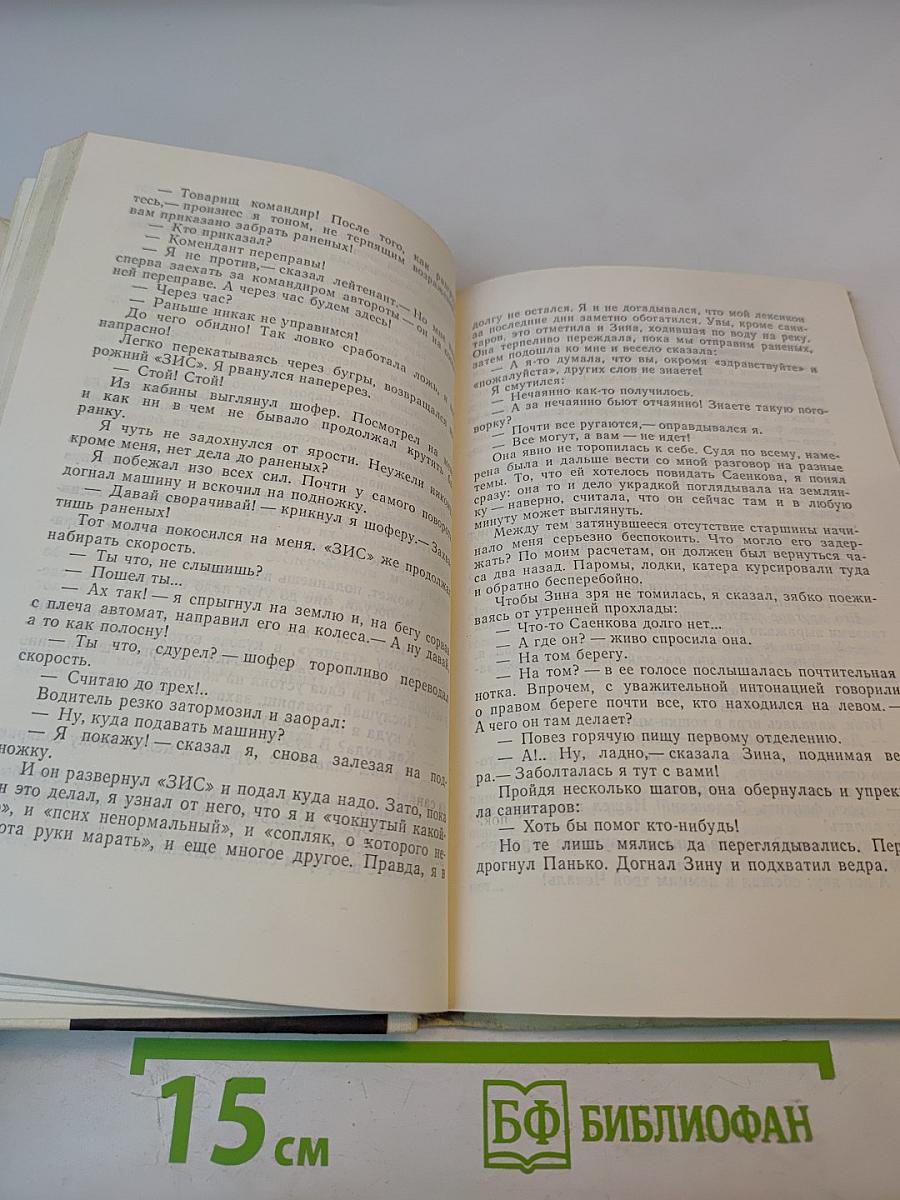 — Товарищ командир! После того, как разгру-
тесь,— произнес я тоном, не терпящим возраже
вам приказано забрать раненых!
— Кто приказал?
— Комендант переправы!
— Я не против,— сказал лейтенант.— Но мне
сперва заехать за командиром автороты — он на
ней переправе. А через час будем здесь!
— Через час?
— Раньше никак не управимся!
До чего обидно! Так ловко сработала ложь, и
напрасно!
Легко перекатываясь через бугры, возвращался
рожний «ЗИС». Я рванулся наперерез.
— Стой! Стой!
Из кабины выглянул шофер. Посмотрел на
и как ни в чем не бывало продолжал крутить
ранку.
Я чуть не задохнулся от ярости. Неужели никому,
кроме меня, нет дела до раненых?
Я побежал изо всех сил. Почти у самого поворо
догнал машину и вскочил на подножку.
— Давай сворачивай! — крикнул я шоферу.— Захва
тишь раненых!
Тот молча покосился на меня. «ЗИС» же продолжал
набирать скорость.
— Ты что, не слышишь?
— Пошел ты...
— Ах так! — я спрыгнул на землю и, на бегу сорвав
с плеча автомат, направил его на колеса.— А ну давай,
а то как полосну!
— Ты что, сдурел? — шофер торопливо переводил
скорость.
— Считаю до трех!..
Водитель резко затормозил и заорал:
— Ну, куда подавать машину?
— Я покажу! — сказал я, снова залезая на под-
ножку.
И он развернул «ЗИС» и подал куда надо. Зато, пока
н это делал, я узнал от него, что я и «чокнутый какой-
», и «псих ненормальный», и «сопляк, о которого не-
ота руки марать», и еще многое другое. Правда, я в
долгу не остался. Я и не догадывался, что мой лексикон
за последние дни заметно обогатился. Увы, кроме сани-
таров, это отметила и Зина, ходившая по воду на реку.
Она терпеливо переждала, пока мы отправим раненых,
затем подошла ко мне и весело сказала:
— А я-то думала, что вы, окромя «здравствуйте» и
«пожалуйста», других слов не знаете!
Я смутился:
— Нечаянно как-то получилось.
— А за нечаянно бьют отчаянно! Знаете такую пого-
ворку?
— Почти все ругаются,— оправдывался я.
— Все могут, а вам — не идет!
Она явно не торопилась к себе. Судя по всему, наме-
рена была и дальше вести со мной разговор на разные
темы. То, что ей хотелось повидать Саенкова, я понял
сразу: она то и дело украдкой поглядывала на землян-
ку — наверно, считала, что он сейчас там и в любую
минуту может выглянуть.
Между тем затянувшееся отсутствие старшины начи-
нало меня серьезно беспокоить. Что могло его задер-
жать? По моим расчетам, он должен был вернуться ча-
са два назад. Паромы, лодки, катера курсировали туда
и обратно бесперебойно.
Чтобы Зина зря не томилась, я сказал, зябко поежи-
ваясь от утренней прохлады:
— Что-то Саенкова долго нет...
— А где он? — живо спросила она.
— На том берегу.
— На том? — в ее голосе послышалась почтительная
нотка. Впрочем, с уважительной интонацией говорили
о правом береге почти все, кто находился на левом.—
А чего он там делает?
— Повез горячую пищу первому отделению.
— А!.. Ну, ладно,— сказала Зина, поднимая вед
ра.— Заболталась я тут с вами!
Пройдя несколько шагов, она обернулась и упрек
ла санитаров:
— Хоть бы помог кто-нибудь!
Но те лишь мялись да переглядывались. Пер
дрогнул Панько. Догнал Зину и подхватил ведра.
15 см
БФ БИБЛИОФАН